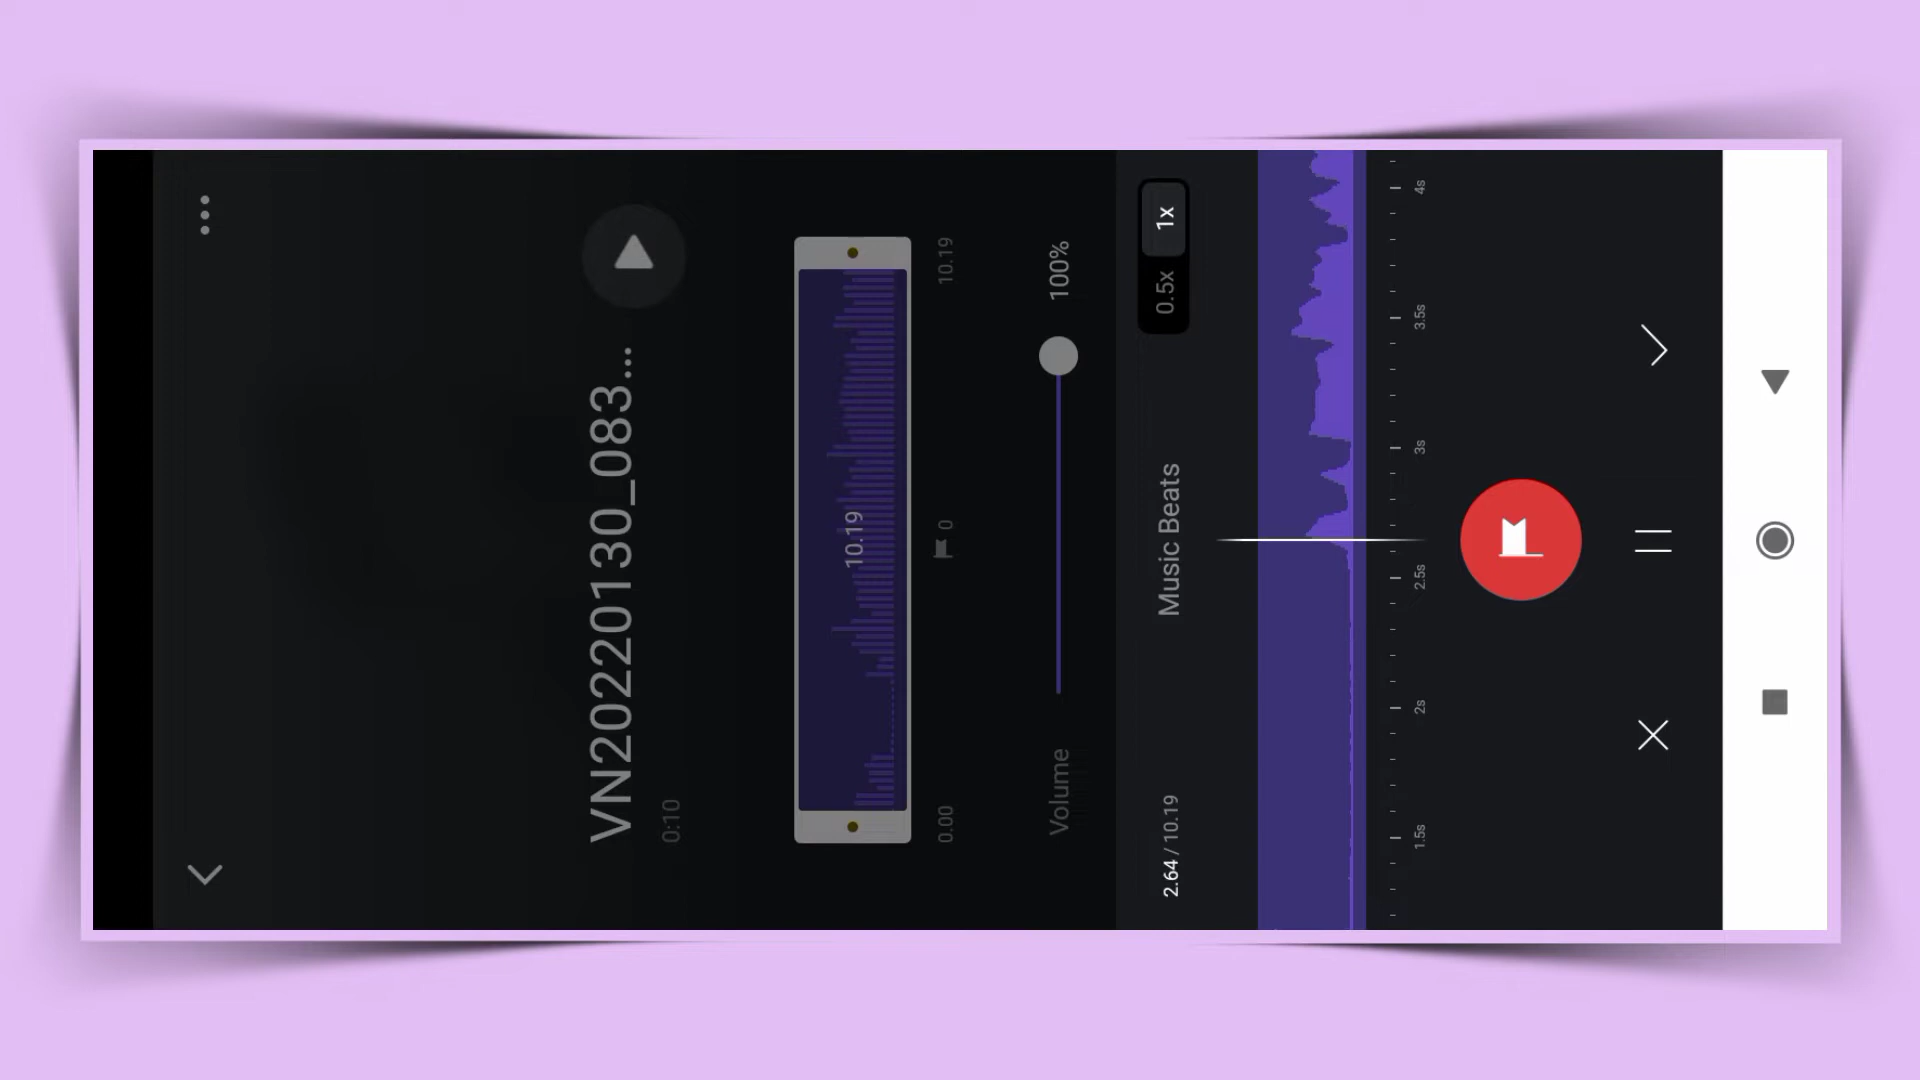 VN20220130_083...
0:10
10.19
0.00
0
10.19
Volume
100%
2.64 / 10.19
Music Beats
0.5x
1x
1.5s
2s
2.5s
3s
3.5s
4s